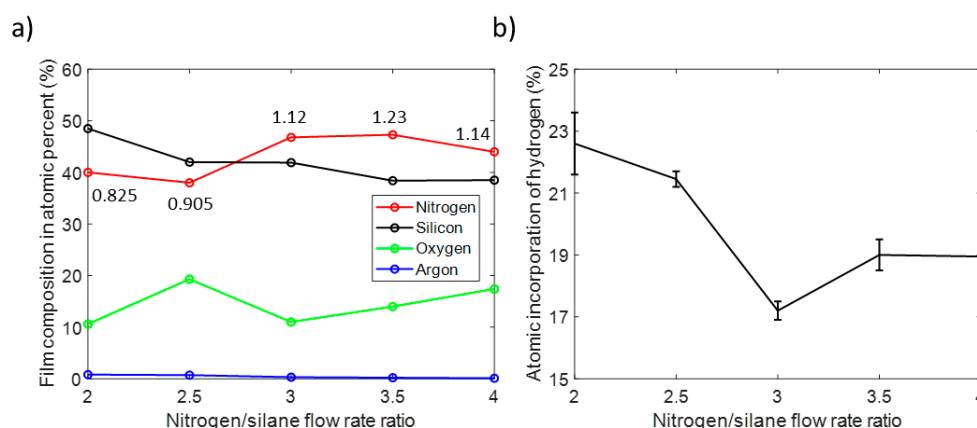 a)
60
50
40
30
20
10
0
Film composition in atomic percent (%)
0.825
0.905
1.12
1.23
1.14
Nitrogen
Silicon
Oxygen
Argon
2
2.5
3
3.5
4
Nitrogen/silane flow rate ratio
b)
25
23
21
19
17
15
Atomic incorporation of hydrogen (%)
2
2.5
3
3.5
4
Nitrogen/silane flow rate ratio